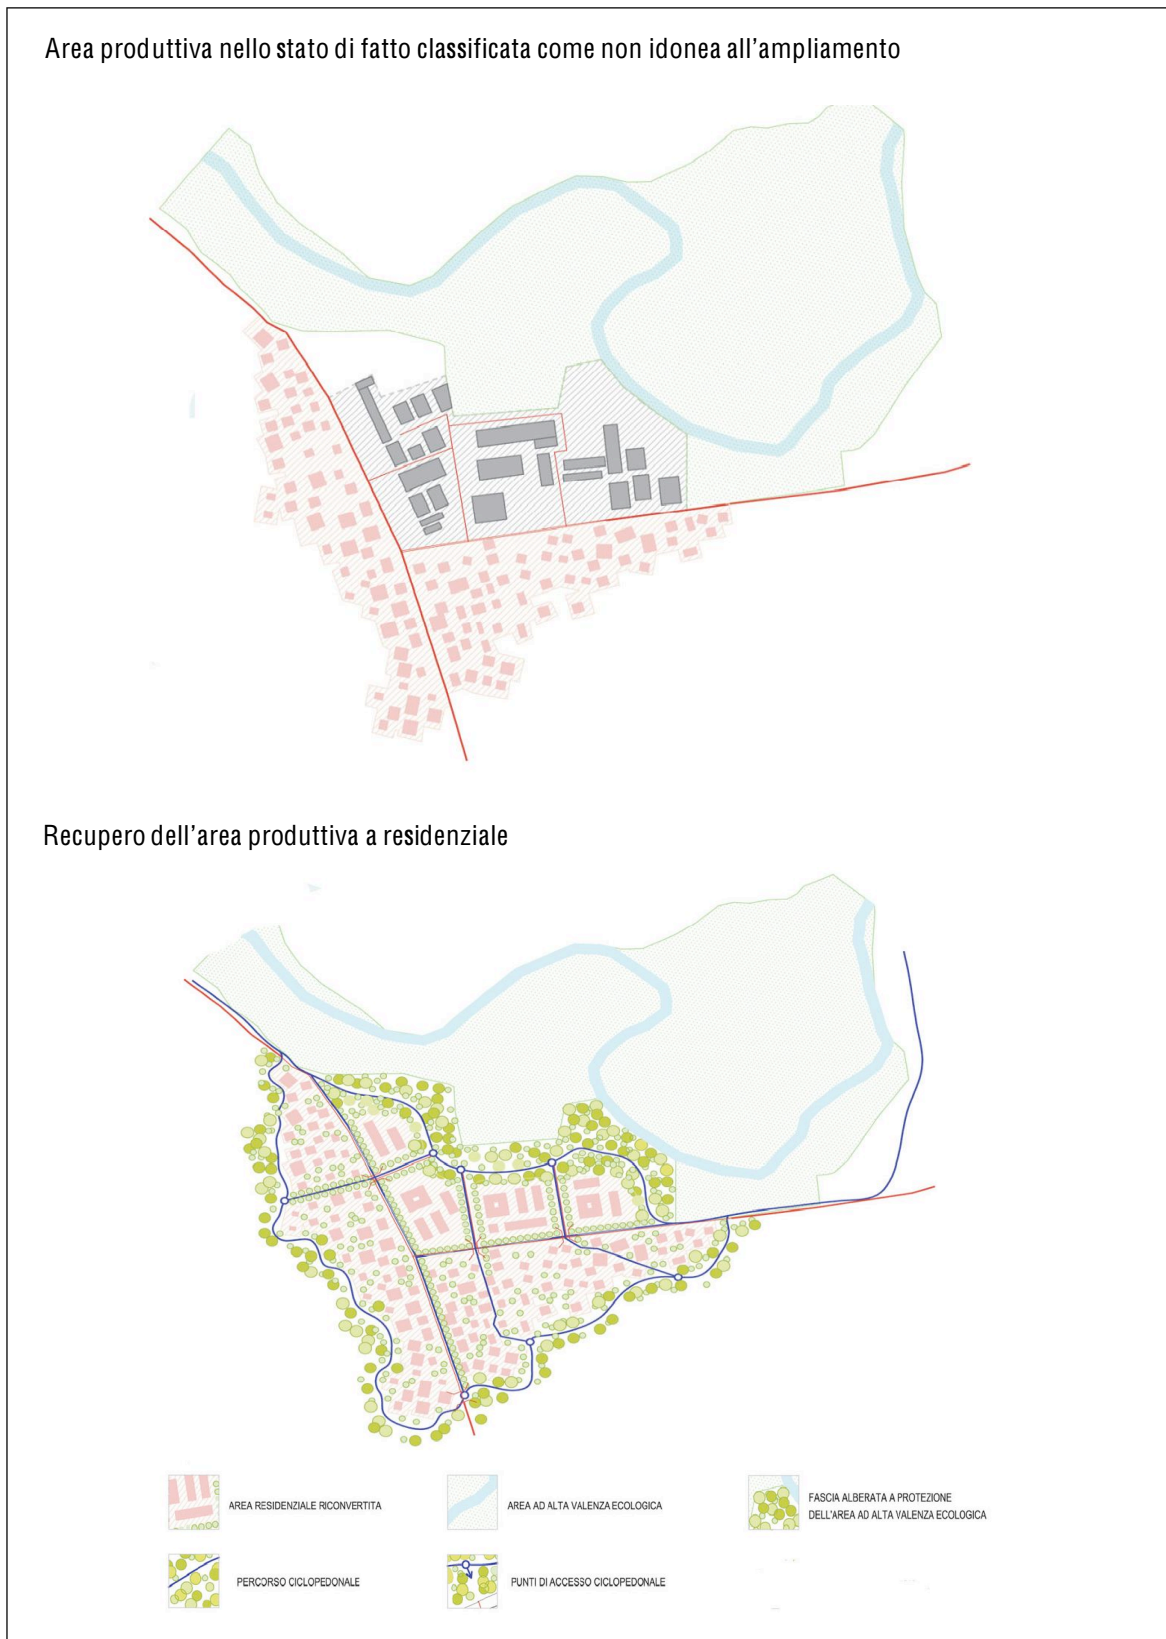 Area produttiva nello stato di fatto classificata come non idonea all'ampliamento
Recupero dell'area produttiva a residenziale
AREA RESIDENZIALE RICONVERTITA
AREA AD ALTA VALENZA ECOLOGICA
FASCIA ALBERATA A PROTEZIONE
DELL'AREA AD ALTA VALENZA ECOLOGICA
PERCORSO CICLOPEDONALE
PUNTI DI ACCESSO CICLOPEDONALE